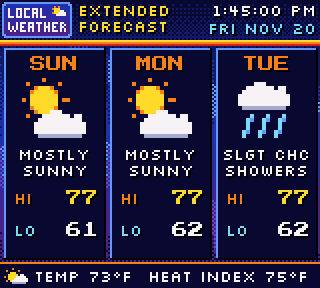 LOCAL WEATHER
EXTENDED FORECAST
1:45:00 PM
FRI NOV 20
SUN
MOSTLY SUNNY
HI 77
LO 61
MON
MOSTLY SUNNY
HI 77
LO 62
TUE
SLGT CHC SHOWERS
HI 77
LO 62
TEMP 73°F HEAT INDEX 75°F